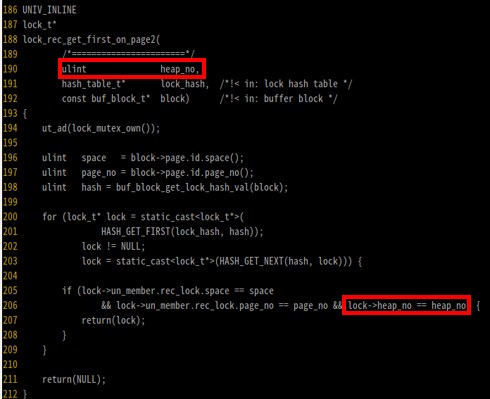 186 UNIV_INLINE
187 lock_t*
188 lock_rec_get_first_on_page2(
189 /*=======================*/
190 ulint heap_no,
191 hash_table_t* lock_hash, /*!< in: lock hash table */
192 const buf_block_t* block) /*!< in: buffer block */
193 {
194 ut_ad(lock_mutex_own());
195
196 ulint space = block->page.id.space();
197 ulint page_no = block->page.id.page_no();
198 ulint hash = buf_block_get_lock_hash_val(block);
199
200 for (lock_t* lock = static_cast<lock_t*>(
201 HASH_GET_FIRST(lock_hash, hash));
202 lock != NULL;
203 lock = static_cast<lock_t*>(HASH_GET_NEXT(hash, lock))) {
204
205 if (lock->un_member.rec_lock.space == space
206 && lock->un_member.rec_lock.page_no == page_no && lock->heap_no == heap_no) {
207 return(lock);
208 }
209 }
210
211 return(NULL);
212 }